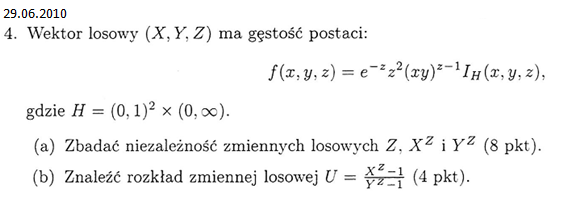 29.06.2010
4. Wektor losowy (X, Y, Z) ma gęstość postaci:
f(x, y, z) = e^{-z} z^2 (xy)^{z-1} I_H(x, y, z),
gdzie H = (0, 1)^2 × (0, ∞).
(a) Zbadać niezależność zmiennych losowych Z, X^Z i Y^Z (8 pkt).
(b) Znaleźć rozkład zmiennej losowej U = \frac{X^Z-1}{Y^Z-1} (4 pkt).